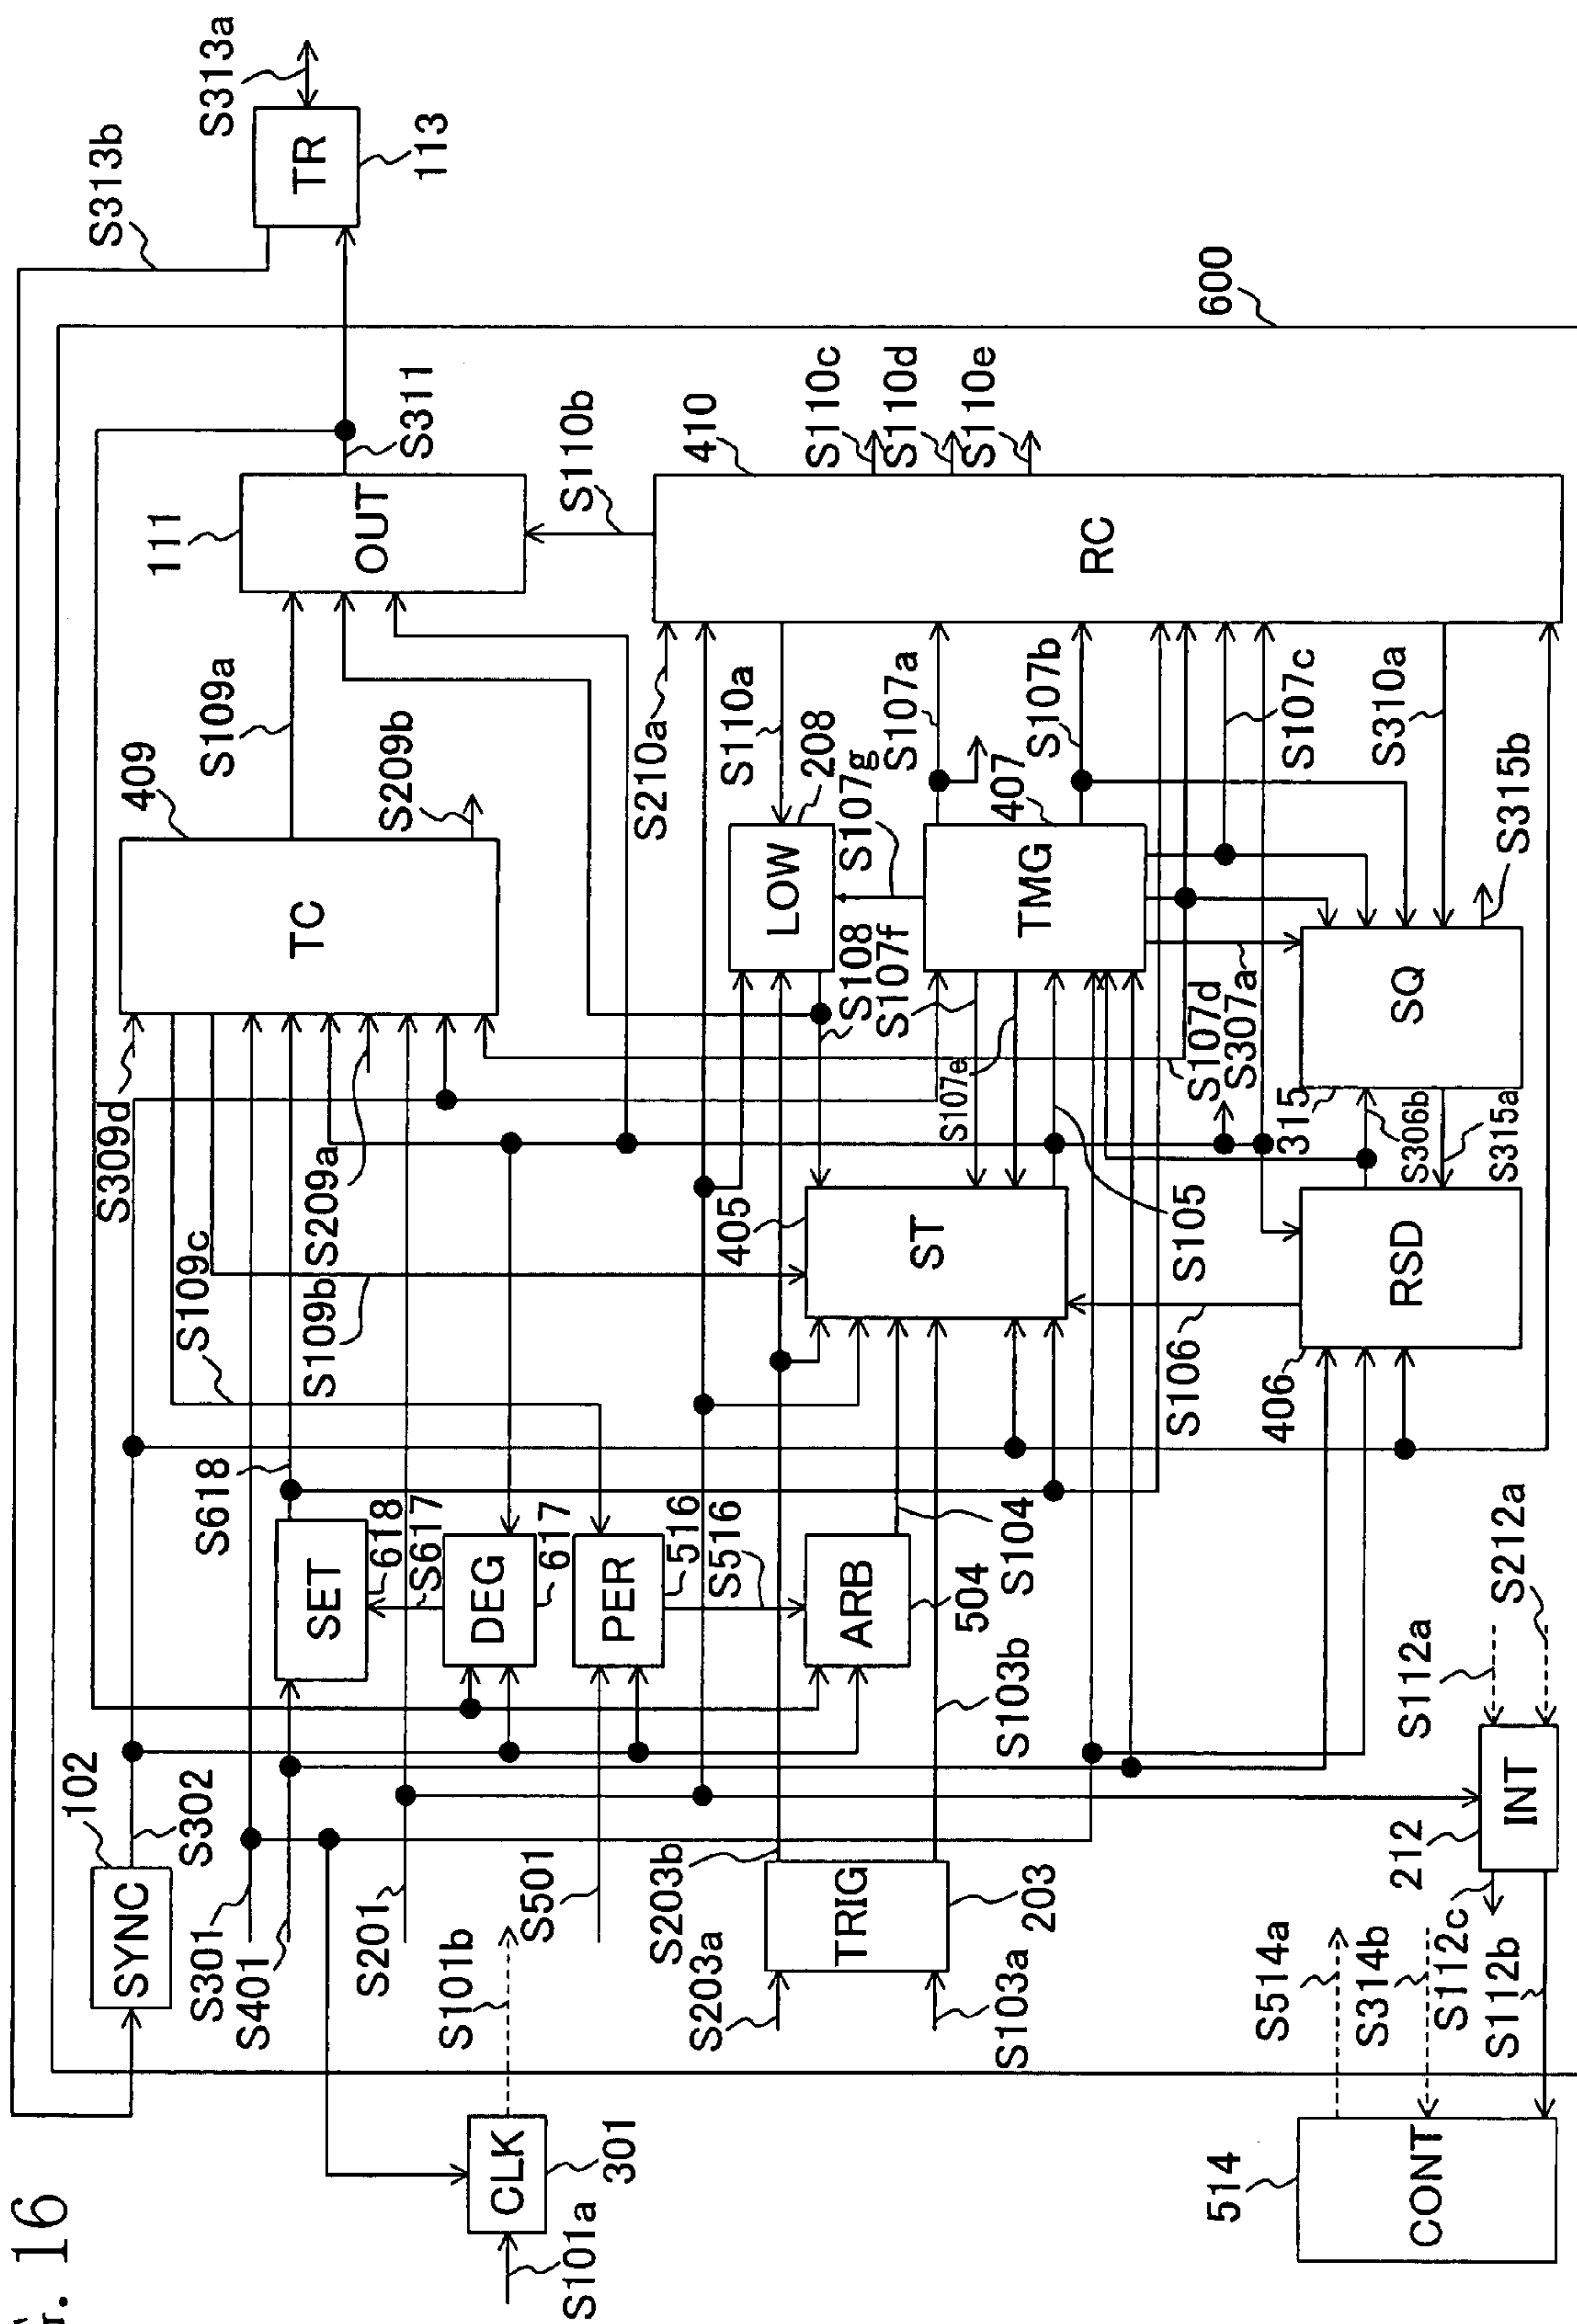 G. 16
S313b
S313a
TR
113
600
111
OUT
S311
S110b
410
S110c
S110d
S110e
RC
409
TC
S109a
S209b
S210a
S110a
208
LOW
S107g
S107a
407
TMG
S107b
S107c
S310a
S315b
S108
S107f
S107e
S107d
S307a
SQ
315
S306b
S315a
S309d
S209a
S109b
S109c
405
ST
S105
S106
406
RSD
S618
SET
618
S617
DEG
617
PER
516
S516
ARB
504
S104
S103b
S112a
S212a
102
SYNC
S302
S301
S401
S201
S101b
S501
S203b
S203a
TRIG
203
S103a
212
INT
S112c
S112b
S514a
S314b
CLK
301
S101a
514
CONT